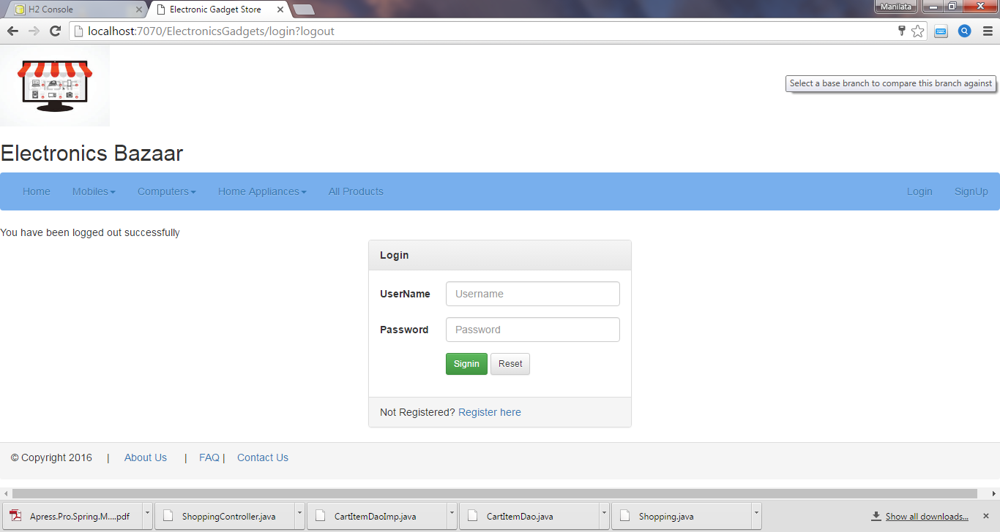 H2 Console
Electronic Gadget Store
Manilata
localhost:7070/ElectronicsGadgets/login?logout
Select a base branch to compare this branch against
Electronics Bazaar
Home Mobiles Computers Home Appliances All Products Login SignUp
You have been logged out successfully
Login
UserName Username
Password Password
Signin Reset
Not Registered? Register here
© Copyright 2016 | About Us | FAQ | Contact Us
Apress.Pro.Spring.M....pdf ShoppingController.java CartItemDaoImp.java CartItemDao.java Shopping.java Show all downloads...